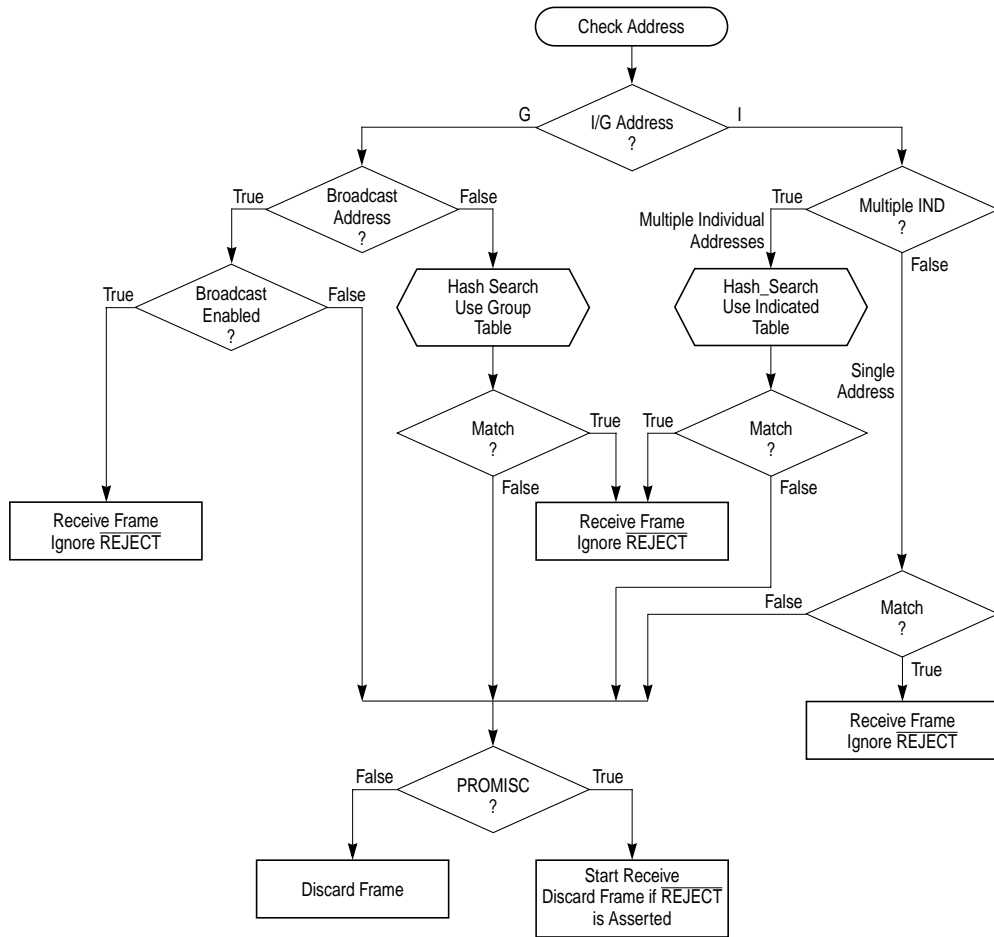 Check Address
G
I/G Address
?
I
True
Broadcast
Address
?
False
True
Multiple IND
?
Multiple Individual
Addresses
False
True
Broadcast
Enabled
?
False
Hash Search
Use Group
Table
Hash_Search
Use Indicated
Table
Single
Address
Match
?
True
True
Match
?
False
False
Receive Frame
Ignore REJECT
Receive Frame
Ignore REJECT
False
Match
?
True
Receive Frame
Ignore REJECT
False
PROMISC
?
True
Discard Frame
Start Receive
Discard Frame if REJECT
is Asserted